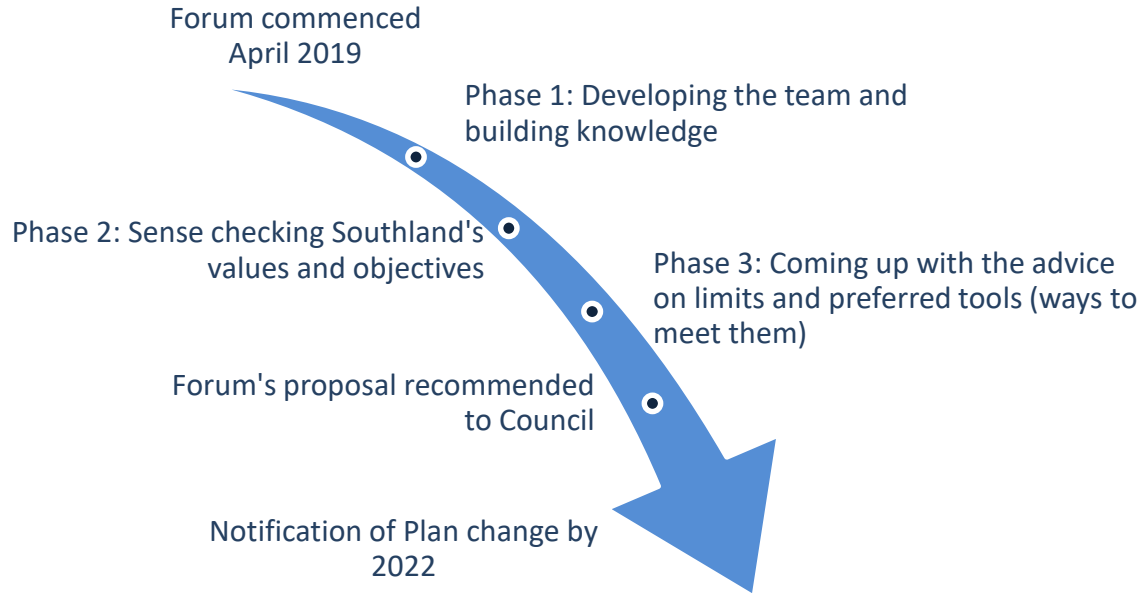 Forum commenced
April 2019
Phase 1: Developing the team and
building knowledge
Phase 2: Sense checking Southland's
values and objectives
Phase 3: Coming up with the advice
on limits and preferred tools (ways to
meet them)
Forum's proposal recommended
to Council
Notification of Plan change by
2022